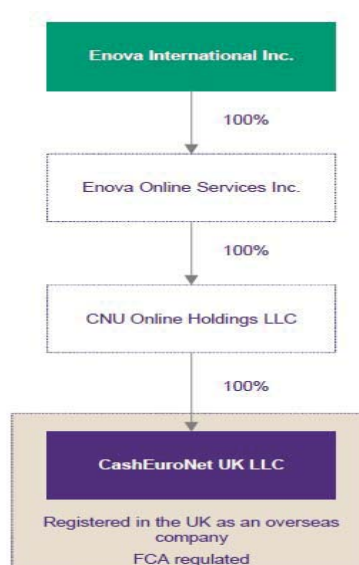 Enova International Inc.
100%
Enova Online Services Inc.
100%
CNU Online Holdings LLC
100%
CashEuroNet UK LLC
Registered in the UK as an overseas
company
FCA regulated